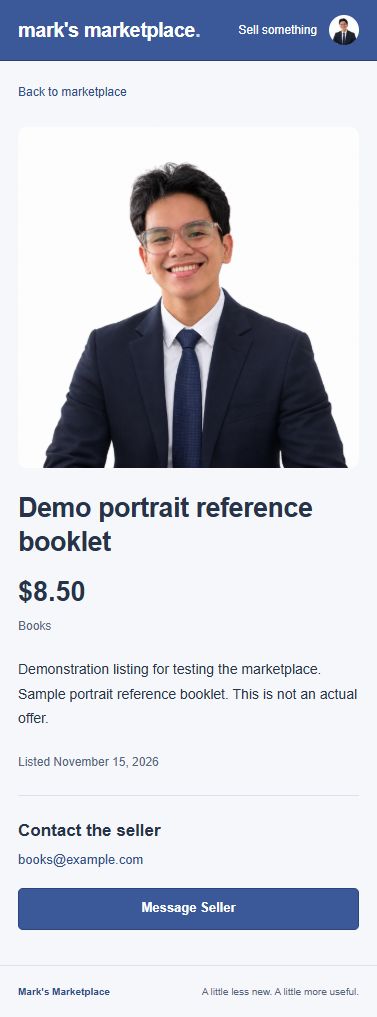 mark's marketplace.
Sell something
Back to marketplace
Demo portrait reference
booklet
$8.50
Books
Demonstration listing for testing the marketplace.
Sample portrait reference booklet. This is not an actual
offer.
Listed November 15, 2026
Contact the seller
books@example.com
Message Seller
Mark's Marketplace
A little less new. A little more useful.